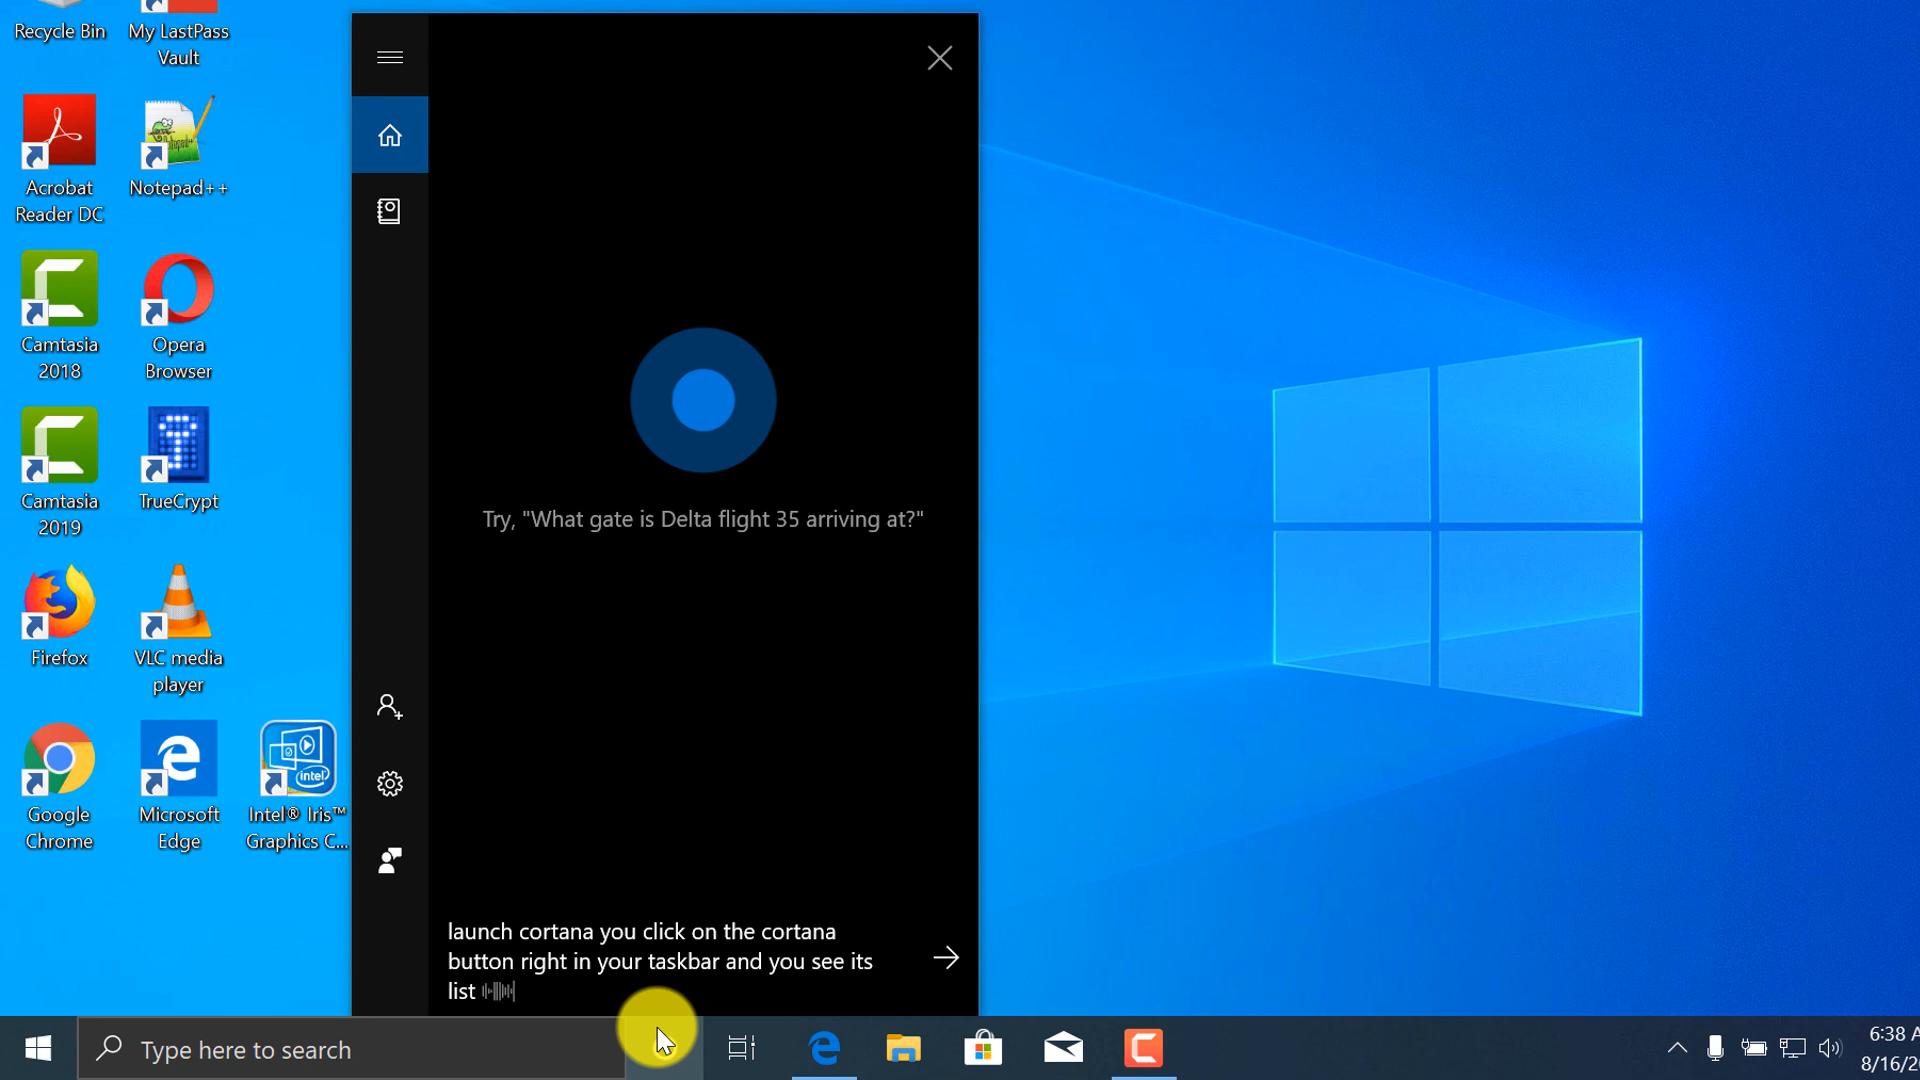 Recycle Bin
My LastPass
Vault
Acrobat
Reader DC
Notepad++
Camtasia
2018
Opera
Browser
Camtasia
2019
TrueCrypt
Firefox
VLC media
player
Google
Chrome
Microsoft
Edge
intel
Intel® Iris™
Graphics C...
Try, "What gate is Delta flight 35 arriving at?"
launch cortana you click on the cortana
button right in your taskbar and you see its
list
Type here to search
6:38 A
8/16/20